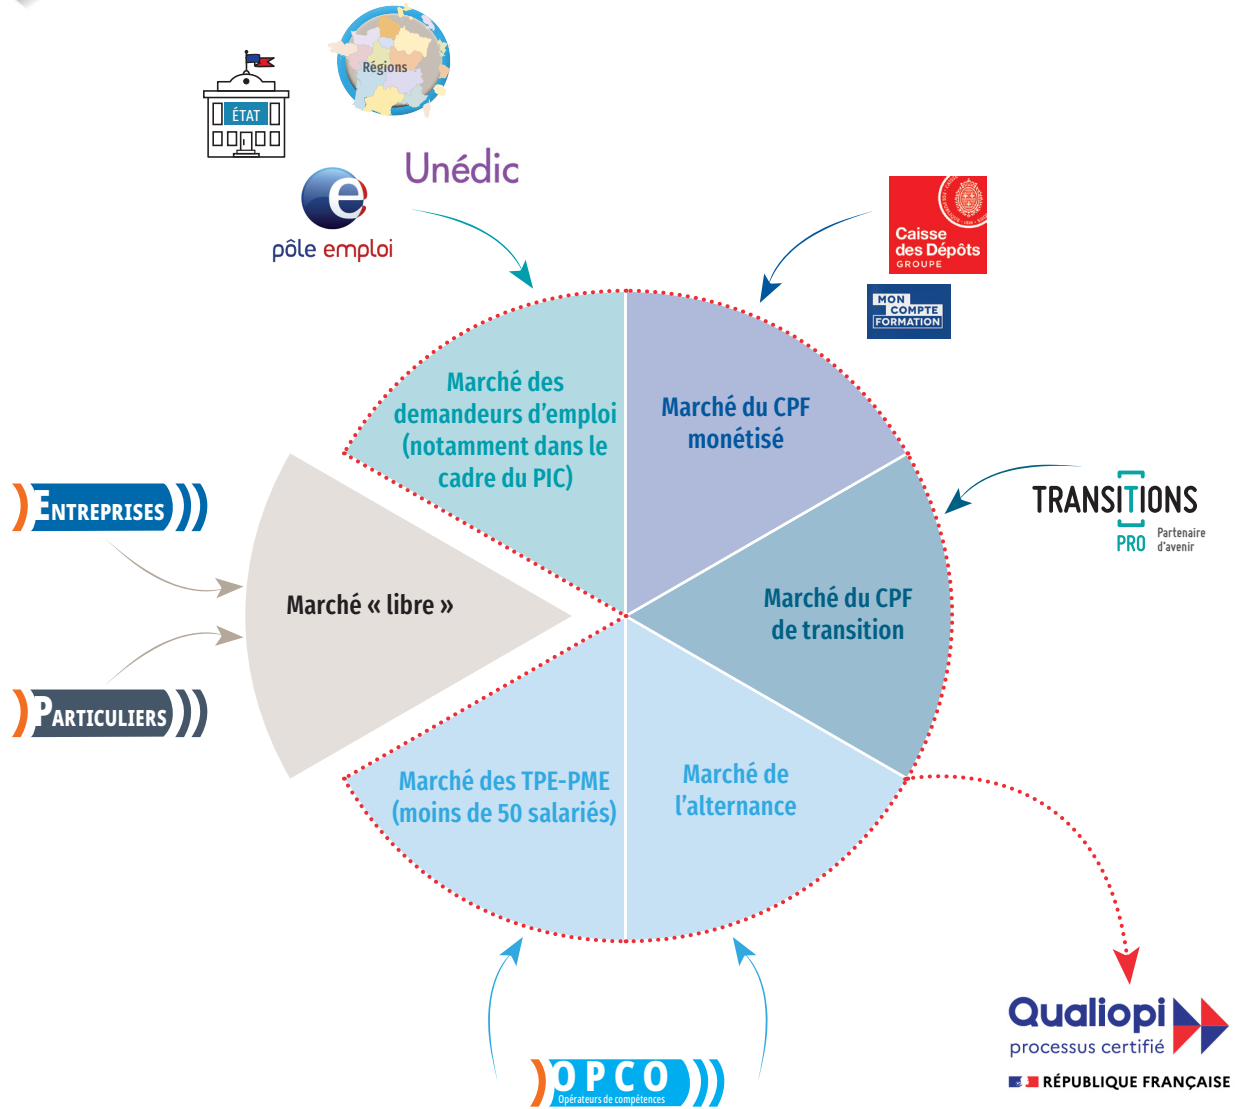 Régions
ÉTAT
Unédic
pôle emploi
Caisse
des Dépôts
GROUPE
MON
COMPTE
FORMATION
Marché des
demandeurs d’emploi
(notamment dans le
cadre du PIC)
Marché du CPF
monétisé
TRANSITIONS
PRO
Partenaire
d'avenir
ENTREPRISES
Marché « libre »
Marché du CPF
de transition
PARTICULIERS
Marché des TPE-PME
(moins de 50 salariés)
Marché de
l’alternance
Qualiopi
processus certifié
RÉPUBLIQUE FRANÇAISE
OPCO
Opérateurs de compétences